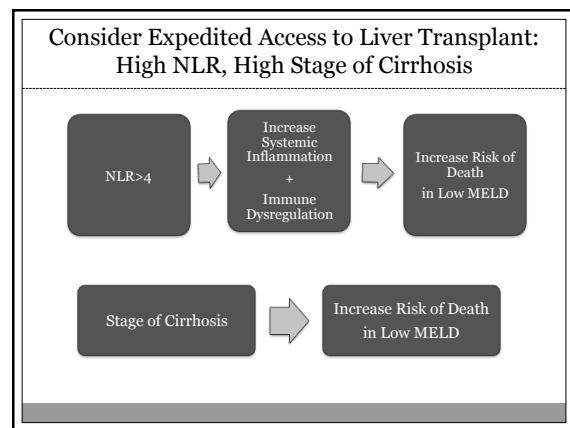 Consider Expedited Access to Liver Transplant:
High NLR, High Stage of Cirrhosis
NLR>4
Increase
Systemic
Inflammation
+
Immune
Dysregulation
Increase Risk of
Death
in Low MELD
Stage of Cirrhosis
Increase Risk of Death
in Low MELD